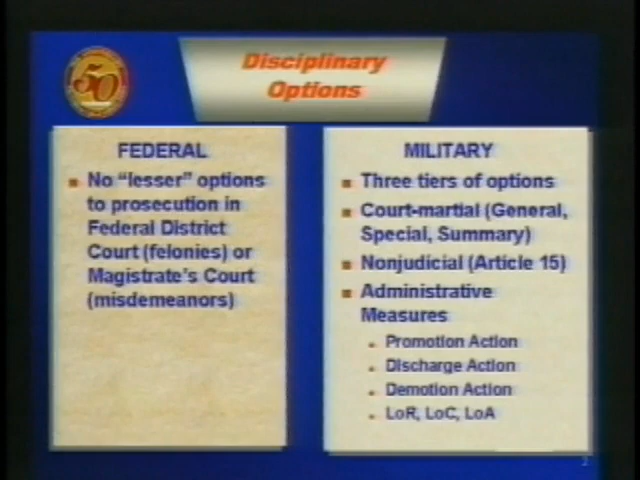 50
Disciplinary
Options
FEDERAL
No “lesser” options
to prosecution in
Federal District
Court (felonies) or
Magistrate's Court
(misdemeanors)
MILITARY
Three tiers of options
Court-martial (General,
Special, Summary)
Nonjudicial (Article 15)
Administrative
Measures
Promotion Action
Discharge Action
Demotion Action
LoR, LoC, LoA